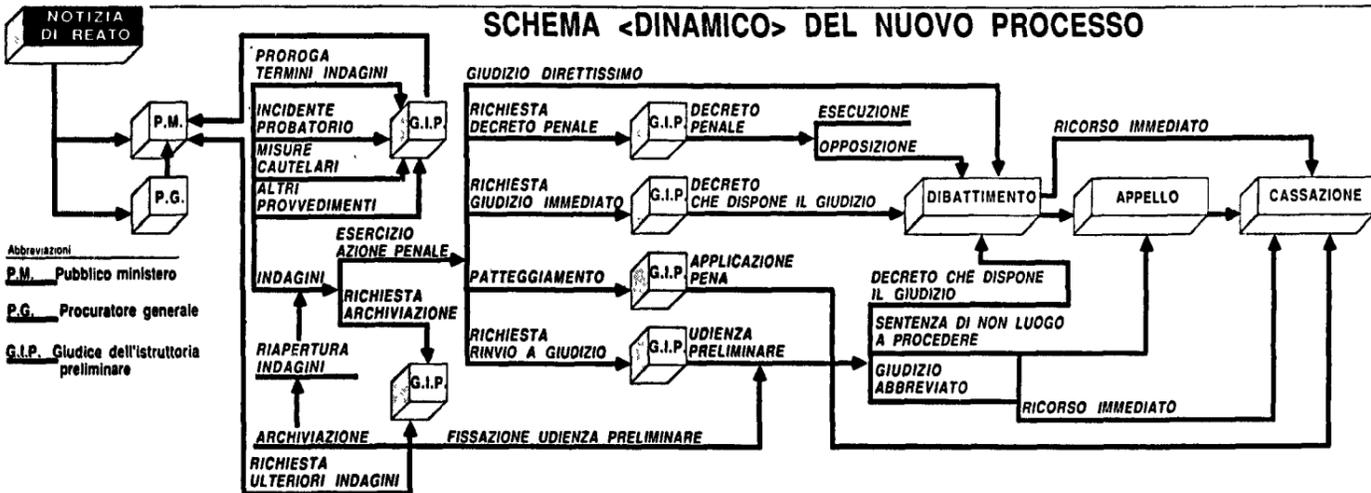 SCHEMA <DINAMICO> DEL NUOVO PROCESSO
NOTIZIA
DI REATO
P.M.
P.G.
Abbreviazioni
P.M. Pubblico ministero
P.G. Procuratore generale
G.I.P. Giudice dell'istruttoria
preliminare
PROROGA
TERMINI INDAGINI
INCIDENTE
PROBATORIO
MISURE
CAUTELARI
ALTRI
PROVVEDIMENTI
G.I.P.
INDAGINI
RIAPERTURA
INDAGINI
ARCHIVIAZIONE
RICHIESTA
ULTERIORI INDAGINI
ESERCIZIO
AZIONE PENALE
RICHIESTA
ARCHIVIAZIONE
G.I.P.
FISSAZIONE UDIENZA PRELIMINARE
GIUDIZIO DIRETTISSIMO
RICHIESTA
DECRETO PENALE
G.I.P.
DECRETO
PENALE
ESECUZIONE
OPPOSIZIONE
RICHIESTA
GIUDIZIO IMMEDIATO
G.I.P.
DECRETO
CHE DISPONE IL GIUDIZIO
PATTEGGIAMENTO
G.I.P.
APPLICAZIONE
PENA
RICHIESTA
RINVIO A GIUDIZIO
G.I.P.
UDIENZA
PRELIMINARE
DIBATTIMENTO
RICORSO IMMEDIATO
APPELLO
CASSAZIONE
DECRETO CHE DISPONE
IL GIUDIZIO
SENTENZA DI NON LUOGO
A PROCEDERE
GIUDIZIO
ABBREVIATO
RICORSO IMMEDIATO